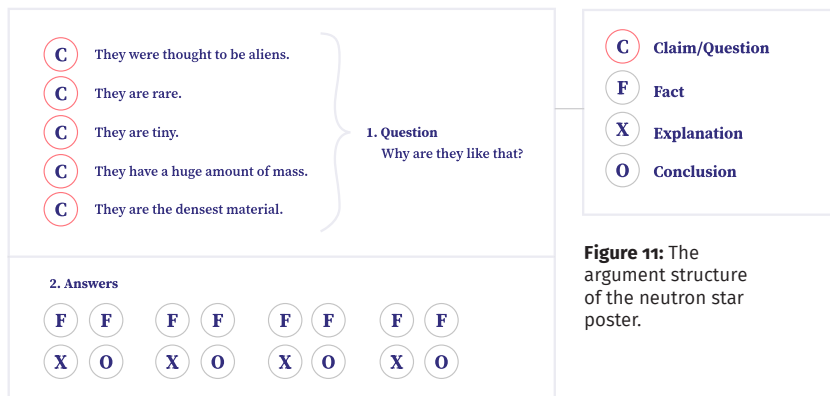 C They were thought to be aliens.
C They are rare.
C They are tiny.
C They have a huge amount of mass.
C They are the densest material.
1. Question
Why are they like that?
2. Answers
F F F F F F F F
X O X O X O X O
C Claim/Question
F Fact
X Explanation
O Conclusion
Figure 11: The
argument structure
of the neutron star
poster.